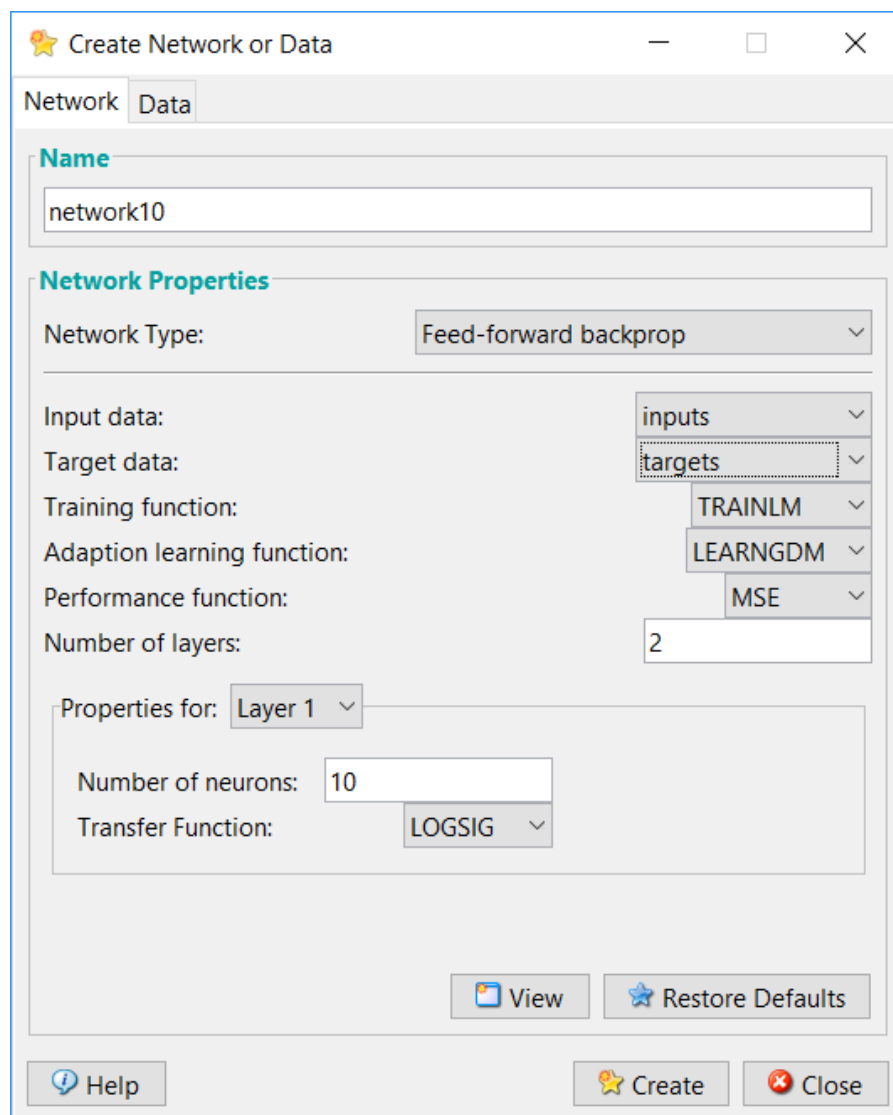 Create Network or Data
Network Data
Name
network10
Network Properties
Network Type: Feed-forward backprop
Input data: inputs
Target data: targets
Training function: TRAINLM
Adaption learning function: LEARNGDM
Performance function: MSE
Number of layers: 2
Properties for: Layer 1
Number of neurons: 10
Transfer Function: LOGSIG
View Restore Defaults
Help Create Close